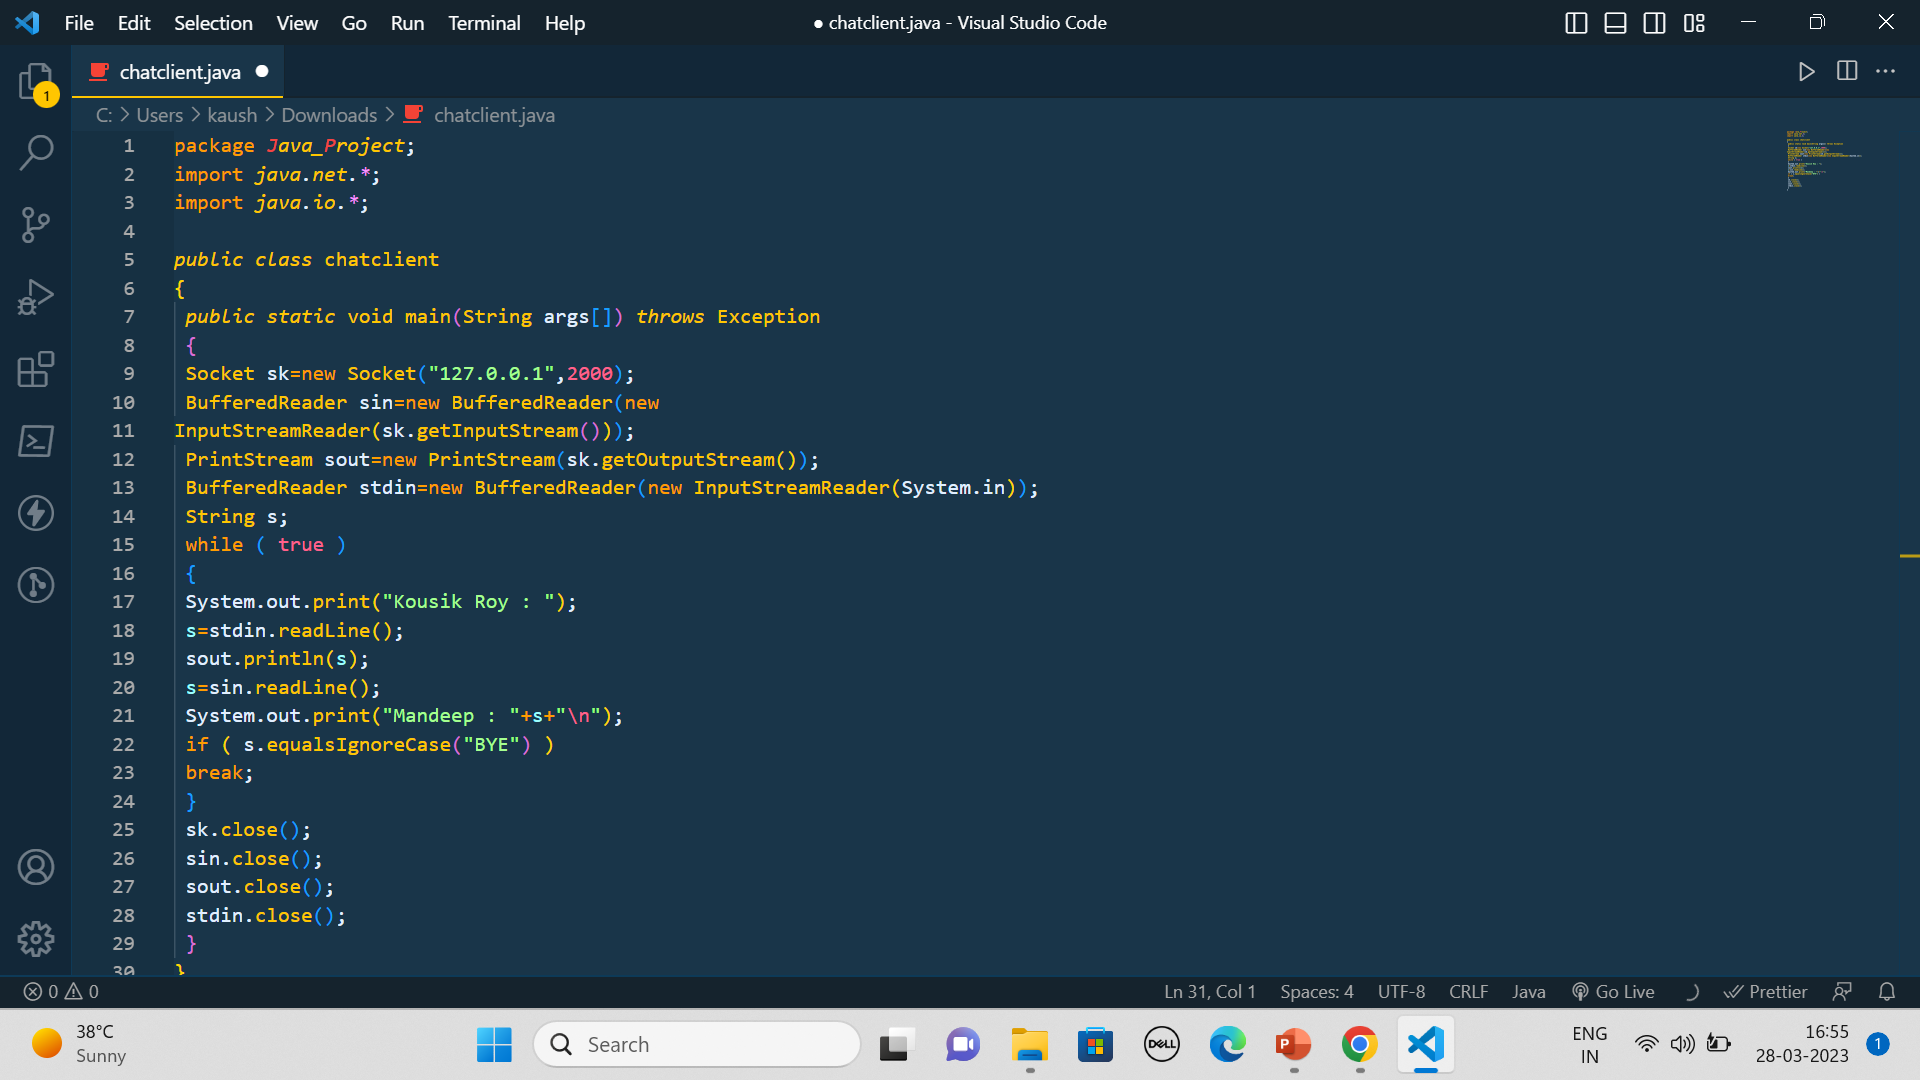 File Edit Selection View Go Run Terminal Help
● chatclient.java - Visual Studio Code
chatclient.java
C: > Users > kaush > Downloads > chatclient.java
1
1 package Java_Project;
2 import java.net.*;
3 import java.io.*;
4
5 public class chatclient
6 {
7 public static void main(String args[]) throws Exception
8 {
9 Socket sk=new Socket("127.0.0.1",2000);
10 BufferedReader sin=new BufferedReader(new
11 InputStreamReader(sk.getInputStream()));
12 PrintStream sout=new PrintStream(sk.getOutputStream());
13 BufferedReader stdin=new BufferedReader(new InputStreamReader(System.in));
14 String s;
15 while ( true )
16 {
17 System.out.print("Kousik Roy : ");
18 s=stdin.readLine();
19 sout.println(s);
20 s=sin.readLine();
21 System.out.print("Mandeep : "+s+"\n");
22 if ( s.equalsIgnoreCase("BYE") )
23 break;
24 }
25 sk.close();
26 sin.close();
27 sout.close();
28 stdin.close();
29 }
30 }
0 0
Ln 31, Col 1 Spaces: 4 UTF-8 CRLF Java Go Live Prettier
38°C
Sunny
Search
DELL
P
ENG
IN
16:55
28-03-2023
1